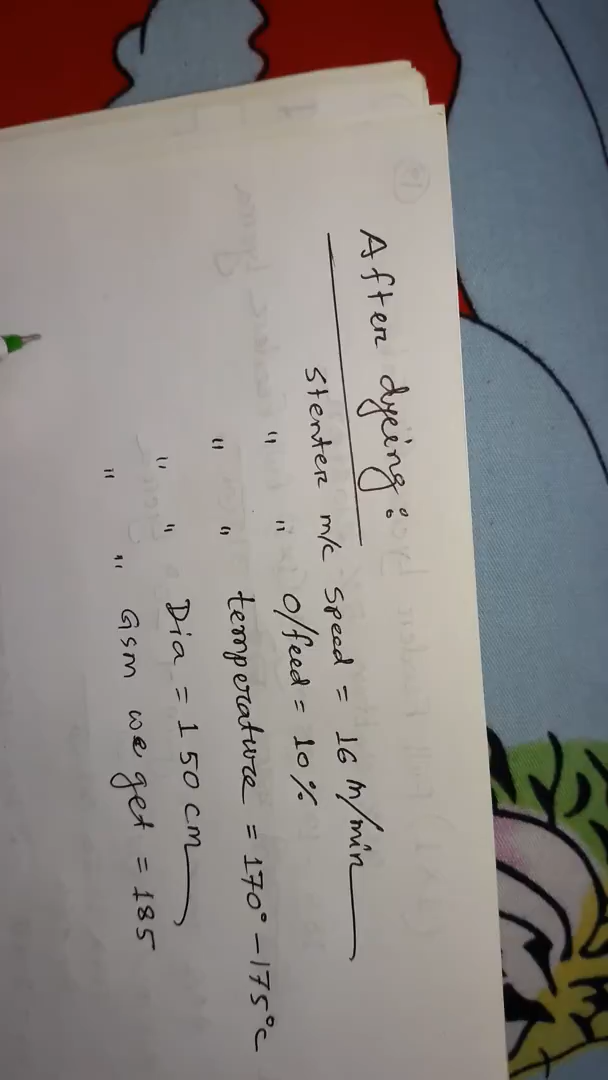 After dyeing :
Stenter m/c speed = 16 m/min
" " o/feed = 10%
" " temperature = 170° - 175°c
" " Dia = 150 cm
" " Gsm we get = 185